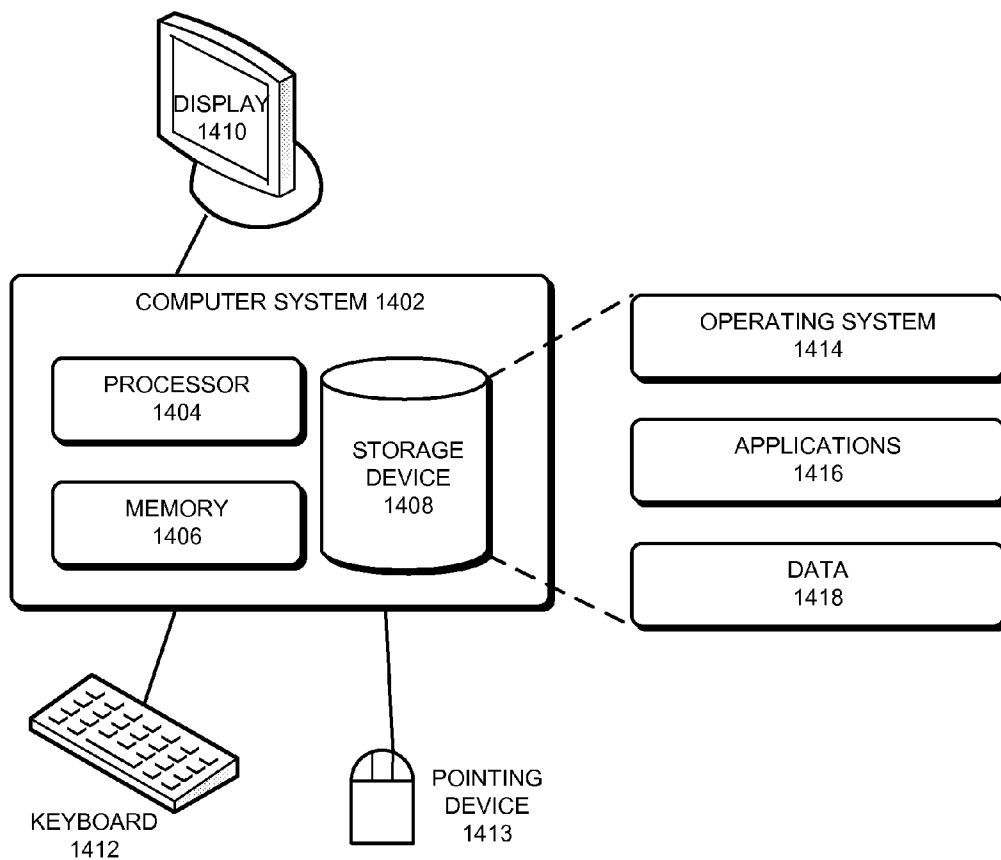 DISPLAY
1410
COMPUTER SYSTEM 1402
PROCESSOR
1404
MEMORY
1406
STORAGE
DEVICE
1408
OPERATING SYSTEM
1414
APPLICATIONS
1416
DATA
1418
KEYBOARD
1412
POINTING
DEVICE
1413